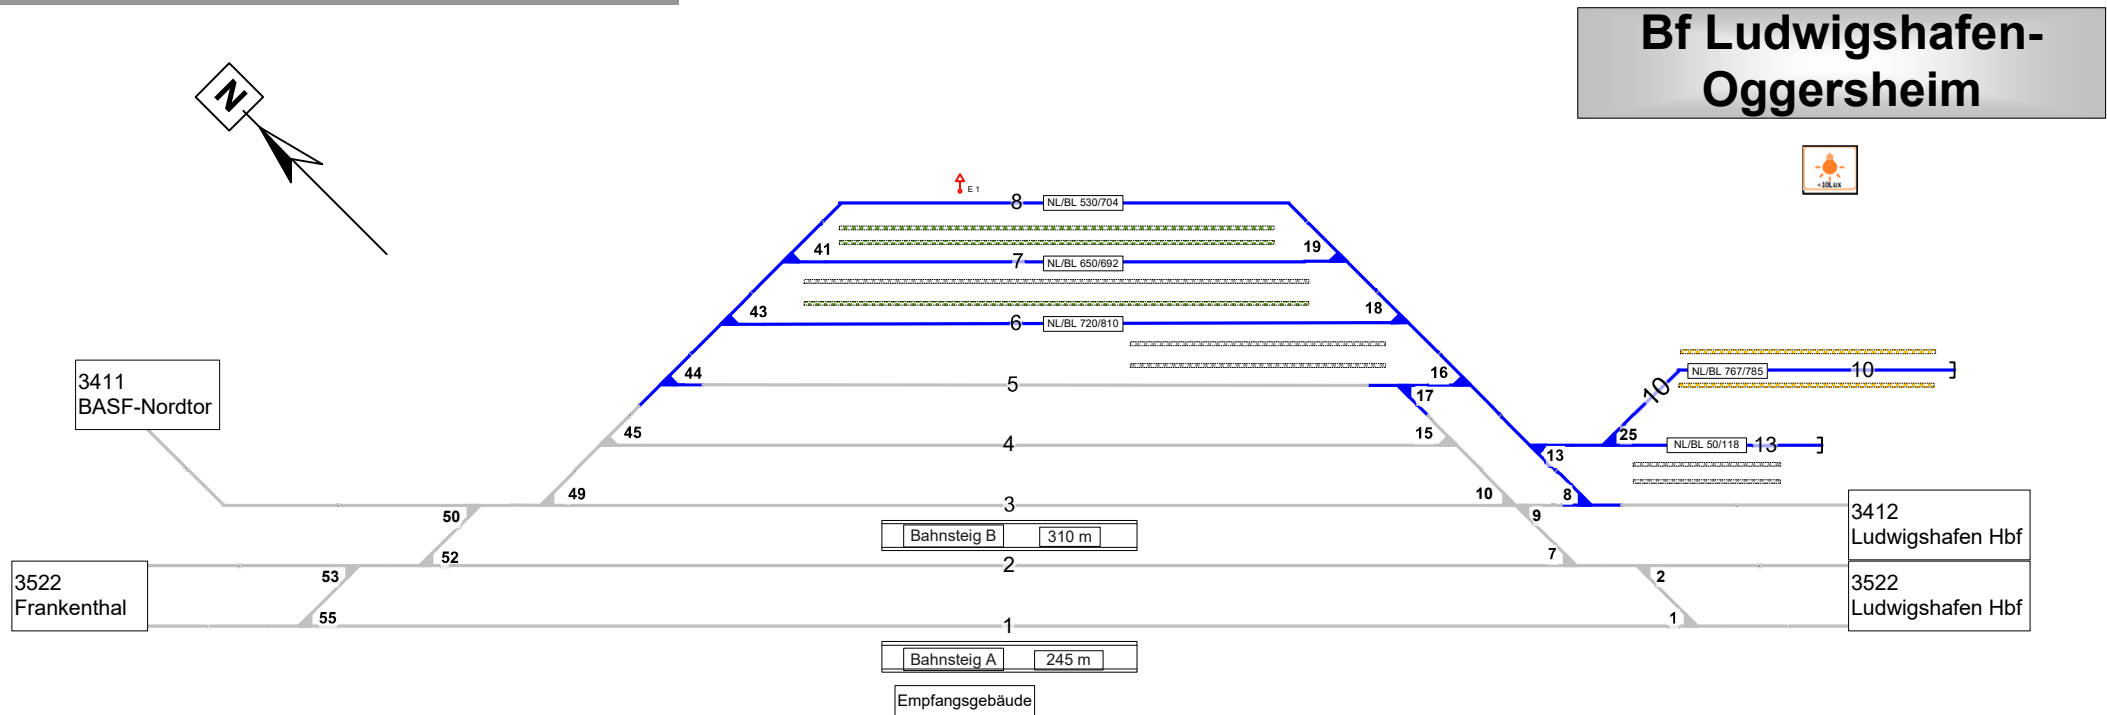 Bf Ludwigshafen-
Oggersheim
N
<10Lux
E 1
8
NL/BL 530/704
41
19
7
NL/BL 650/692
43
18
6
NL/BL 720/810
44
5
16
17
NL/BL 767/785
10
10
3411
BASF-Nordtor
45
4
15
25
NL/BL 50/118
13
13
49
3
10
8
50
9
3412
Ludwigshafen Hbf
Bahnsteig B
310 m
52
2
7
53
2
3522
Frankenthal
3522
Ludwigshafen Hbf
55
1
1
Bahnsteig A
245 m
Empfangsgebäude